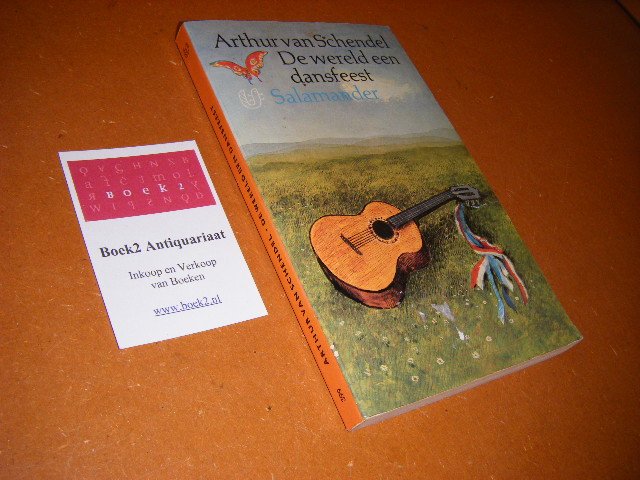 Arthur van Schendel
De wereld een
dansfeest
Salamander
ARTHUR VAN SCHENDEL · DE WERELD EEN DANSFEEST
399
BOEK2
Boek2 Antiquariaat
Inkoop en Verkoop
van Boeken
www.boek2.nl